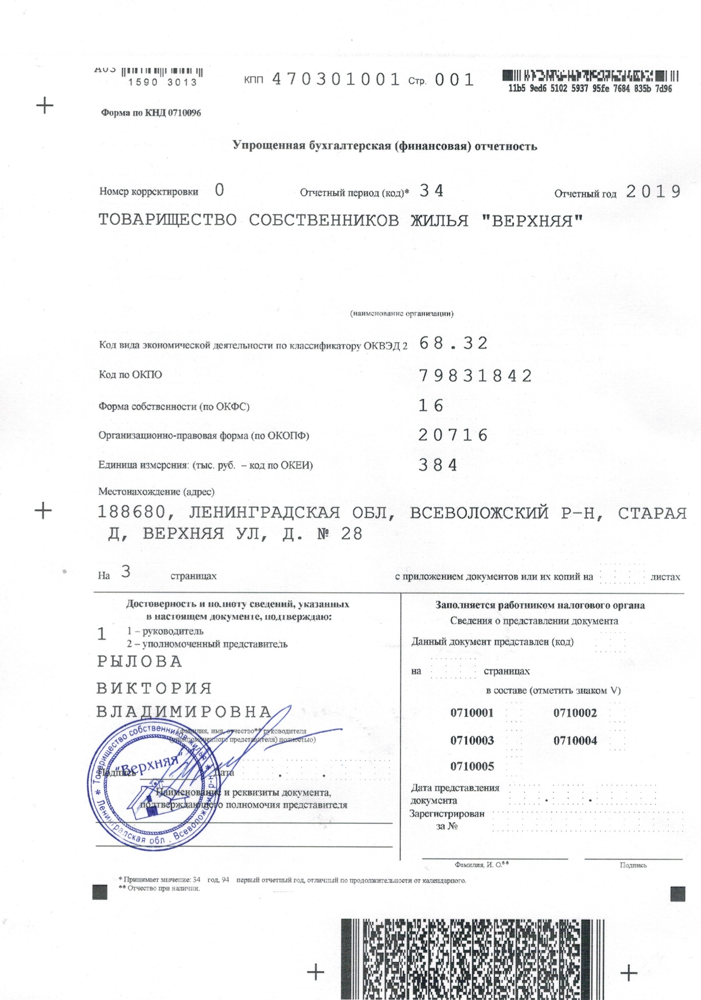 1590 3013
КПП 470301001 Стр. 001
11b5 9ed6 5102 5937 95fe 7684 835b 7d96
Форма по КНД 0710096
Упрощенная бухгалтерская (финансовая) отчетность
Номер корректировки 0 Отчетный период (код)* 34 Отчетный год 2019
ТОВАРИЩЕСТВО СОБСТВЕННИКОВ ЖИЛЬЯ "ВЕРХНЯЯ"
(наименование организации)
Код вида экономической деятельности по классификатору ОКВЭД 2 68.32
Код по ОКПО 79831842
Форма собственности (по ОКФС) 16
Организационно-правовая форма (по ОКОПФ) 20716
Единица измерения: (тыс. руб. – код по ОКЕИ) 384
Местонахождение (адрес)
188680, ЛЕНИНГРАДСКАЯ ОБЛ, ВСЕВОЛОЖСКИЙ Р-Н, СТАРАЯ
Д, ВЕРХНЯЯ УЛ, Д. № 28
На 3 страницах с приложением документов или их копий на листах
Достоверность и полноту сведений, указанных
в настоящем документе, подтверждаю:
1 1 – руководитель
2 – уполномоченный представитель
РЫЛОВА
ВИКТОРИЯ
ВЛАДИМИРОВНА
(фамилия, имя, отчество** руководителя
(уполномоченного представителя) полностью)
Подпись Дата . .
Наименование и реквизиты документа,
подтверждающего полномочия представителя
* Товарищество собственников жилья * Ленинградская обл . Всеволожский р-н
"Верхняя"
Заполняется работником налогового органа
Сведения о представлении документа
Данный документ представлен (код)
на страницах
в составе (отметить знаком V)
0710001 0710002
0710003 0710004
0710005
Дата представления
документа . .
Зарегистрирован
за №
Фамилия, И. О.** Подпись
* Принимает значение: 34 год, 94 первый отчетный год, отличный по продолжительности от календарного.
** Отчество при наличии.